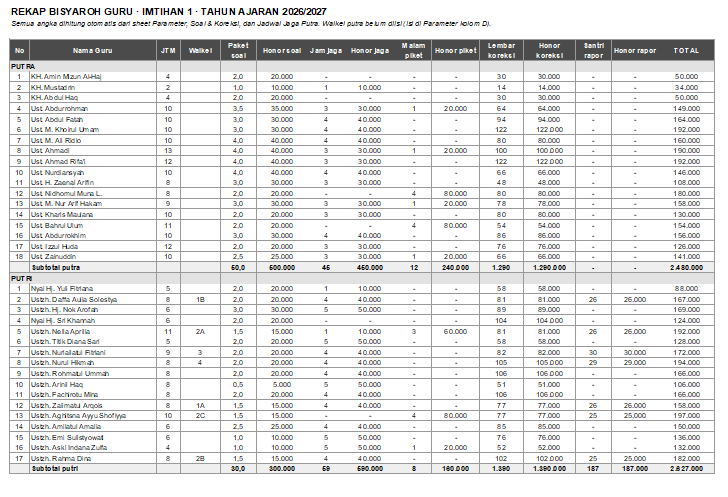 REKAP BISYAROH GURU · IMTIHAN 1 · TAHUN AJARAN 2026/2027
Semua angka dihitung otomatis dari sheet Parameter, Soal & Koreksi, dan Jadwal Jaga Putra. Walkel putra belum diisi (isi di Parameter kolom D).
No Nama Guru JTM Walkel Paket soal Honor soal Jam jaga Honor jaga Malam piket Honor piket Lembar koreksi Honor koreksi Santri rapor Honor rapor TOTAL
PUTRA
1 KH. Amin Mizun Al-Haj 4 2,0 20.000 - - - - 30 30.000 - - 50.000
2 KH. Mustadrin 2 1,0 10.000 1 10.000 - - 14 14.000 - - 34.000
3 KH. Abdul Haq 4 2,0 20.000 - - - - 30 30.000 - - 50.000
4 Ust. Abdurrohman 10 3,5 35.000 3 30.000 1 20.000 64 64.000 - - 149.000
5 Ust. Abdul Fatah 10 3,0 30.000 4 40.000 - - 94 94.000 - - 164.000
6 Ust. M. Khoirul Umam 10 3,0 30.000 4 40.000 - - 122 122.000 - - 192.000
7 Ust. M. Ali Ridlo 10 4,0 40.000 4 40.000 - - 80 80.000 - - 160.000
8 Ust. Ahmadi 13 4,0 40.000 3 30.000 1 20.000 100 100.000 - - 190.000
9 Ust. Ahmad Rifa'i 12 4,0 40.000 3 30.000 - - 122 122.000 - - 192.000
10 Ust. Nurdiansyah 10 4,0 40.000 4 40.000 - - 66 66.000 - - 146.000
11 Ust. H. Zaenal Arifin 8 3,0 30.000 3 30.000 - - 48 48.000 - - 108.000
12 Ust. Nidhomul Muna L. 8 2,0 20.000 - - 4 80.000 80 80.000 - - 180.000
13 Ust. M. Nur Arif Hakam 9 3,0 30.000 3 30.000 1 20.000 78 78.000 - - 158.000
14 Ust. Kharis Maulana 10 2,0 20.000 3 30.000 - - 80 80.000 - - 130.000
15 Ust. Bahrul Ulum 11 2,0 20.000 - - 4 80.000 54 54.000 - - 154.000
16 Ust. Abdurrokhim 10 3,0 30.000 4 40.000 - - 86 86.000 - - 156.000
17 Ust. Izzul Huda 12 2,0 20.000 3 30.000 - - 76 76.000 - - 126.000
18 Ust. Zainuddin 10 2,5 25.000 3 30.000 1 20.000 66 66.000 - - 141.000
Subtotal putra 50,0 500.000 45 450.000 12 240.000 1.290 1.290.000 - - 2.480.000
PUTRI
1 Nyai Hj. Yuli Fitriana 5 2,0 20.000 1 10.000 - - 58 58.000 - - 88.000
2 Ustzh. Daffa Aulia Solestya 8 1B 2,0 20.000 4 40.000 - - 81 81.000 26 26.000 167.000
3 Ustzh. Hj. Nok Arofah 6 3,0 30.000 5 50.000 - - 89 89.000 - - 169.000
4 Nyai Hj. Sri Kharnah 6 2,0 20.000 - - - - 104 104.000 - - 124.000
5 Ustzh. Nella Aprilia 11 2A 1,5 15.000 1 10.000 3 60.000 81 81.000 26 26.000 192.000
6 Ustzh. Titik Diana Sari 5 2,0 20.000 5 50.000 - - 58 58.000 - - 128.000
7 Ustzh. Nurlailatul Fitriani 9 3 2,0 20.000 4 40.000 - - 82 82.000 30 30.000 172.000
8 Ustzh. Nurul Hikmah 8 4 2,0 20.000 4 40.000 - - 105 105.000 29 29.000 194.000
9 Ustzh. Rohmatul Ummah 8 2,0 20.000 4 40.000 - - 106 106.000 - - 166.000
10 Ustzh. Arinil Haq 8 0,5 5.000 5 50.000 - - 51 51.000 - - 106.000
11 Ustzh. Fachirotu Mina 8 2,0 20.000 4 40.000 - - 106 106.000 - - 166.000
12 Ustzh. Zalimatul Arqois 8 1A 1,5 15.000 4 40.000 - - 77 77.000 26 26.000 158.000
13 Ustzh. Aghitsna Ayyu Shofiyya 10 2C 1,5 15.000 - - 4 80.000 77 77.000 25 25.000 197.000
14 Ustzh. Amilatul Amalia 6 2,5 25.000 4 40.000 - - 85 85.000 - - 150.000
15 Ustzh. Emi Sulistyowati 6 1,0 10.000 5 50.000 - - 76 76.000 - - 136.000
16 Ustzh. Aski Indana Zulfa 4 1,0 10.000 5 50.000 1 20.000 52 52.000 - - 132.000
17 Ustzh. Rahma Dina 8 2B 1,5 15.000 4 40.000 - - 102 102.000 25 25.000 182.000
Subtotal putri 30,0 300.000 59 590.000 8 160.000 1.390 1.390.000 187 187.000 2.627.000